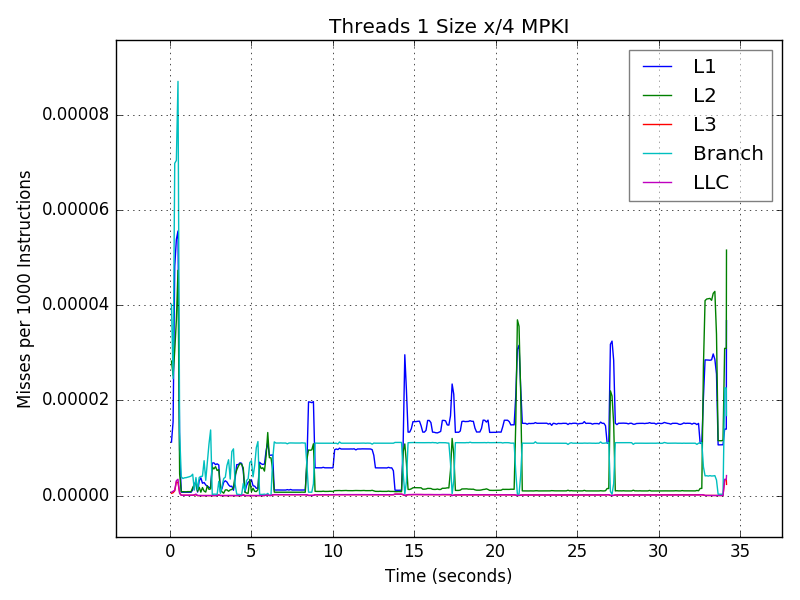 Threads 1 Size x/4 MPKI
L1
L2
L3
Branch
LLC
Misses per 1000 Instructions
0.00008
0.00006
0.00004
0.00002
0.00000
0 5 10 15 20 25 30 35
Time (seconds)